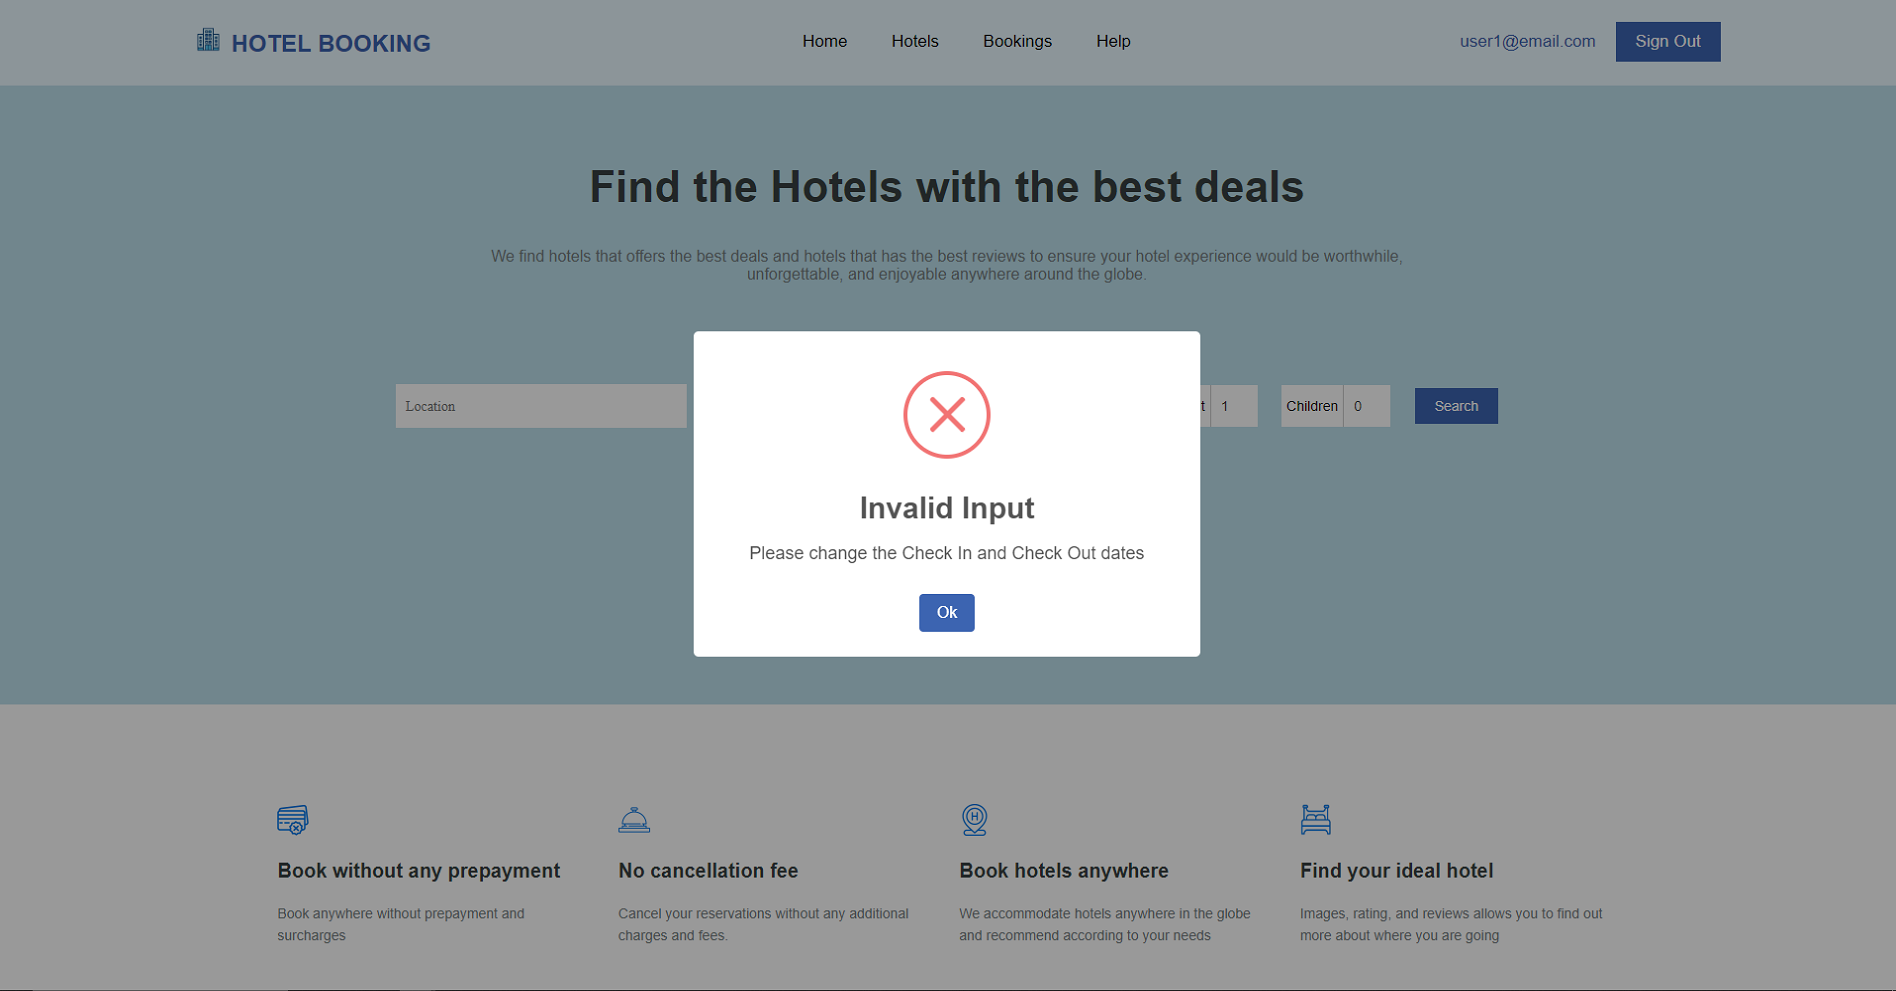 HOTEL BOOKING
Home
Hotels
Bookings
Help
user1@email.com
Sign Out
Find the Hotels with the best deals
We find hotels that offers the best deals and hotels that has the best reviews to ensure your hotel experience would be worthwhile,
unforgettable, and enjoyable anywhere around the globe.
Location
t
1
Children
0
Search
Invalid Input
Please change the Check In and Check Out dates
Ok
Book without any prepayment
Book anywhere without prepayment and
surcharges
No cancellation fee
Cancel your reservations without any additional
charges and fees.
H
Book hotels anywhere
We accommodate hotels anywhere in the globe
and recommend according to your needs
Find your ideal hotel
Images, rating, and reviews allows you to find out
more about where you are going